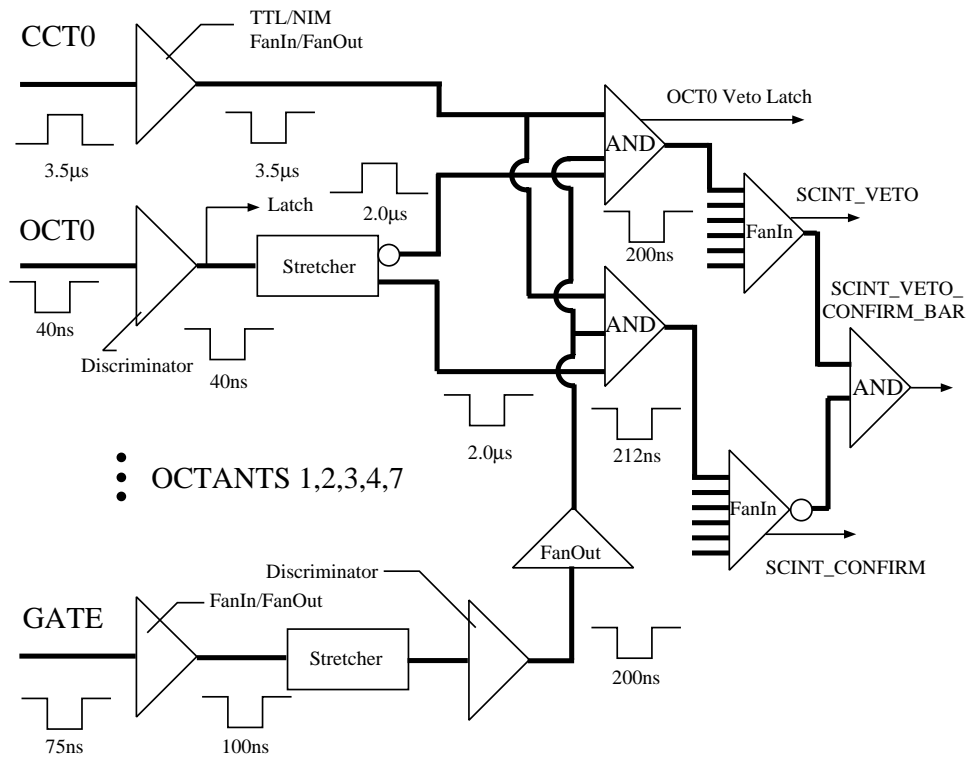 CCT0
TTL/NIM
FanIn/FanOut
3.5μs
3.5μs
OCT0 Veto Latch
AND
2.0μs
SCINT_VETO
FanIn
200ns
OCT0
Latch
Stretcher
40ns
Discriminator
40ns
AND
SCINT_VETO_
CONFIRM_BAR
AND
2.0μs
212ns
OCTANTS 1,2,3,4,7
FanIn
SCINT_CONFIRM
FanOut
Discriminator
GATE
FanIn/FanOut
Stretcher
200ns
75ns
100ns